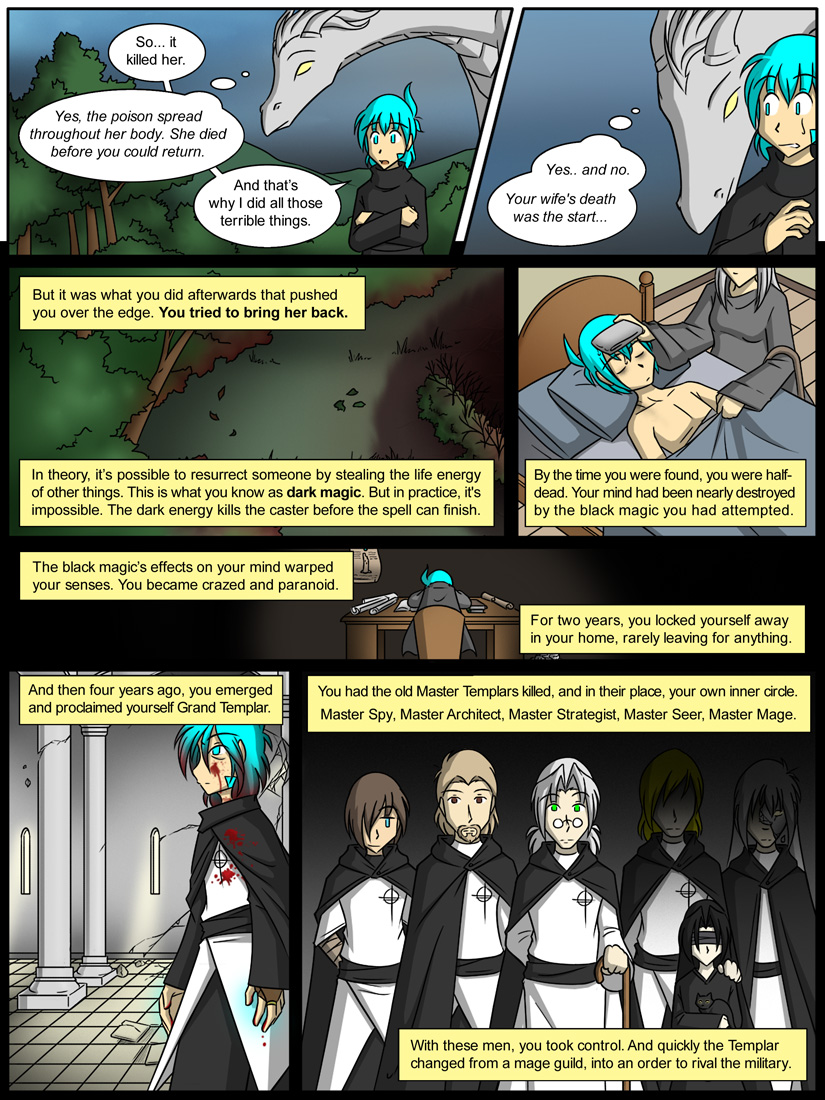 So... it
killed her.
Yes, the poison spread
throughout her body. She died
before you could return.
And that's
why I did all those
terrible things.
Yes.. and no.
Your wife's death
was the start...
But it was what you did afterwards that pushed
you over the edge. You tried to bring her back.
In theory, it's possible to resurrect someone by stealing the life energy
of other things. This is what you know as dark magic. But in practice, it's
impossible. The dark energy kills the caster before the spell can finish.
By the time you were found, you were half-
dead. Your mind had been nearly destroyed
by the black magic you had attempted.
The black magic's effects on your mind warped
your senses. You became crazed and paranoid.
For two years, you locked yourself away
in your home, rarely leaving for anything.
And then four years ago, you emerged
and proclaimed yourself Grand Templar.
You had the old Master Templars killed, and in their place, your own inner circle.
Master Spy, Master Architect, Master Strategist, Master Seer, Master Mage.
With these men, you took control. And quickly the Templar
changed from a mage guild, into an order to rival the military.